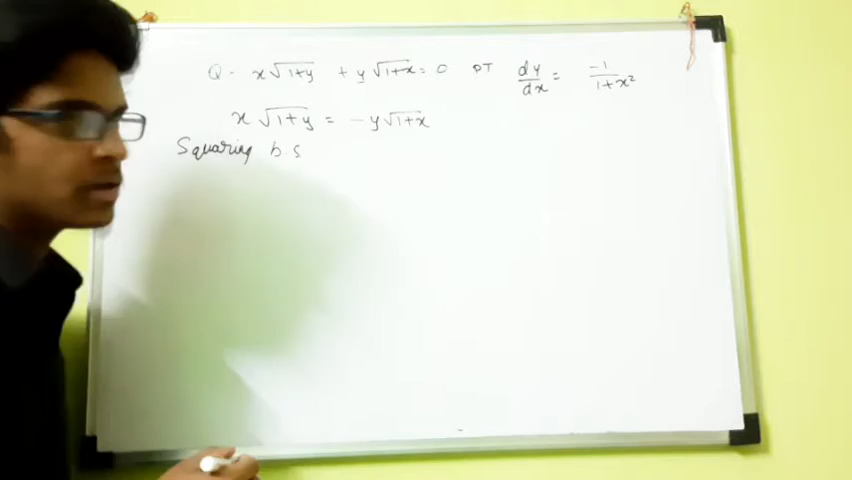 Q- x√1+y + y√1+x = 0 PT dy/dx = -1/1+x²
x √1+y = -y√1+x
Squaring b.s